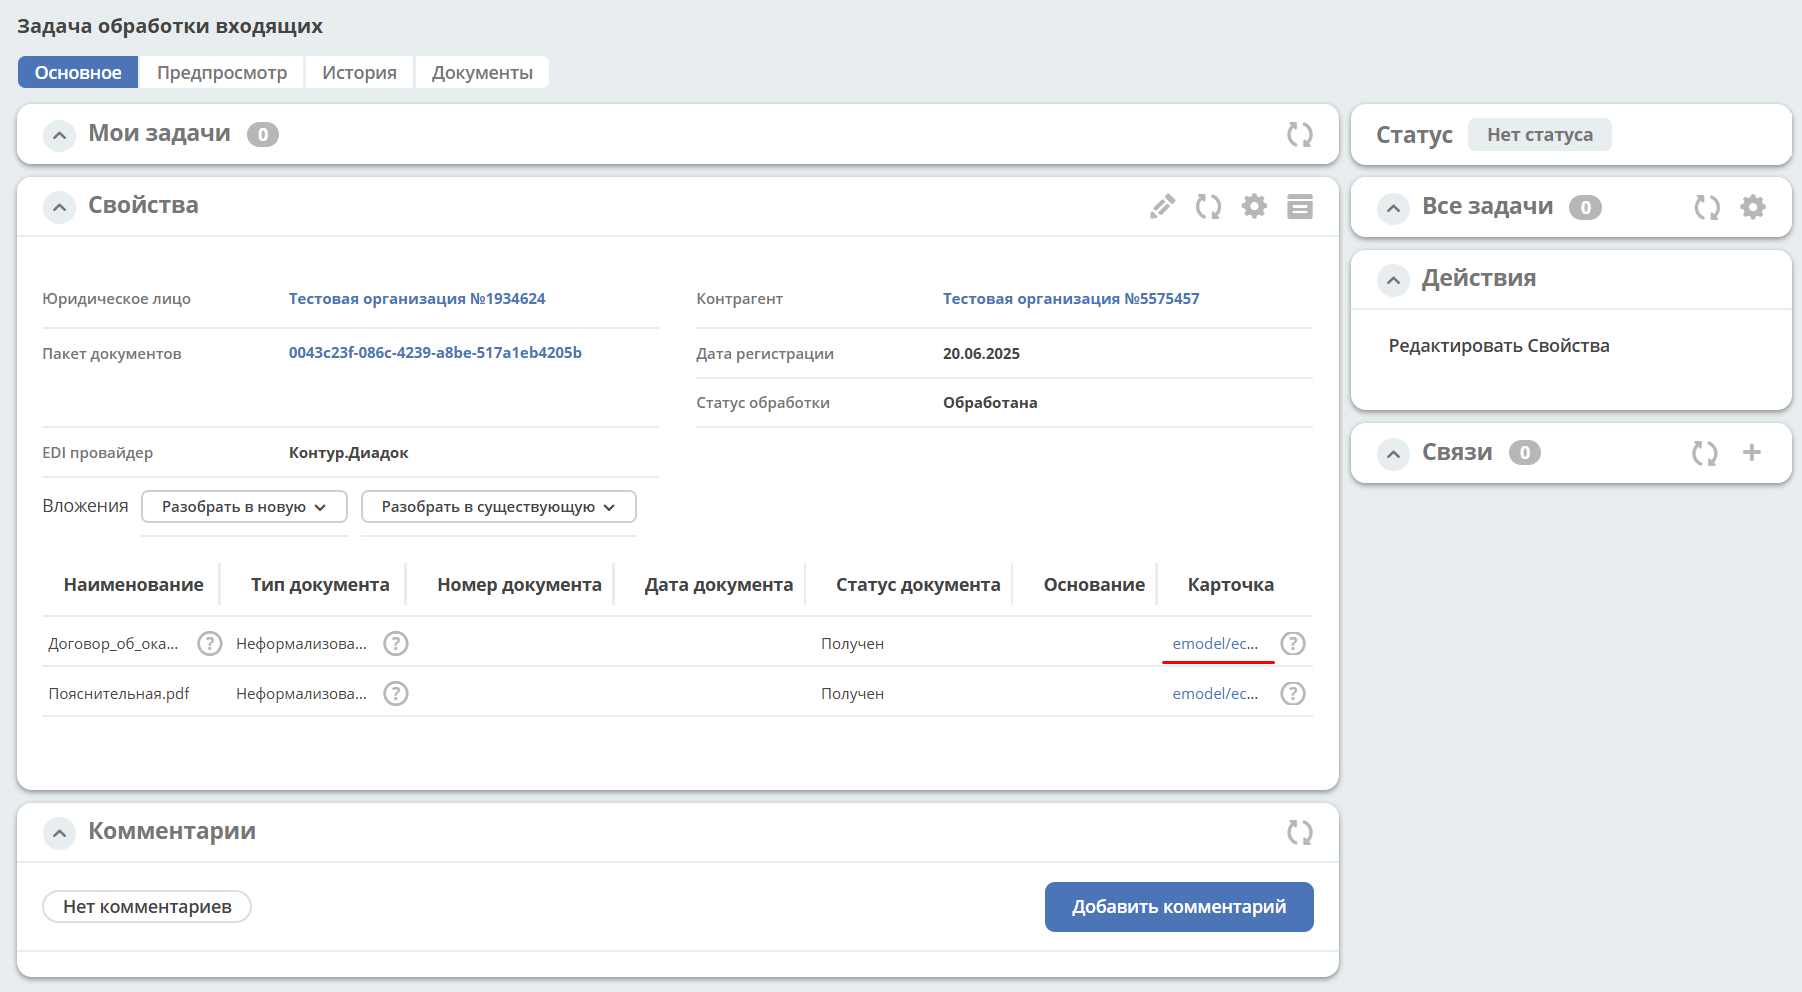 Задача обработки входящих
Основное Предпросмотр История Документы
Мои задачи 0
Статус Нет статуса
Свойства
Все задачи 0
Действия
Редактировать Свойства
Связи 0
Юридическое лицо Тестовая организация №1934624 Контрагент Тестовая организация №5575457
Пакет документов 0043c23f-086c-4239-a8be-517a1eb4205b Дата регистрации 20.06.2025
Статус обработки Обработана
EDI провайдер Контур.Диадок
Вложения Разобрать в новую Разобрать в существующую
Наименование Тип документа Номер документа Дата документа Статус документа Основание Карточка
Договор_об_ока... ? Неформализова... ? Получен emodel/ec... ?
Пояснительная.pdf Неформализова... ? Получен emodel/ec... ?
Комментарии
Нет комментариев Добавить комментарий